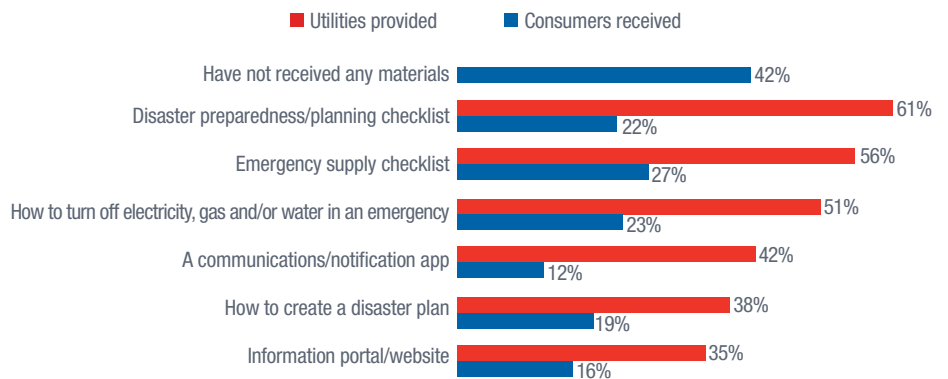 Utilities provided Consumers received
Have not received any materials 42%
Disaster preparedness/planning checklist 61%
22%
Emergency supply checklist 56%
27%
How to turn off electricity, gas and/or water in an emergency 51%
23%
A communications/notification app 42%
12%
How to create a disaster plan 38%
19%
Information portal/website 35%
16%